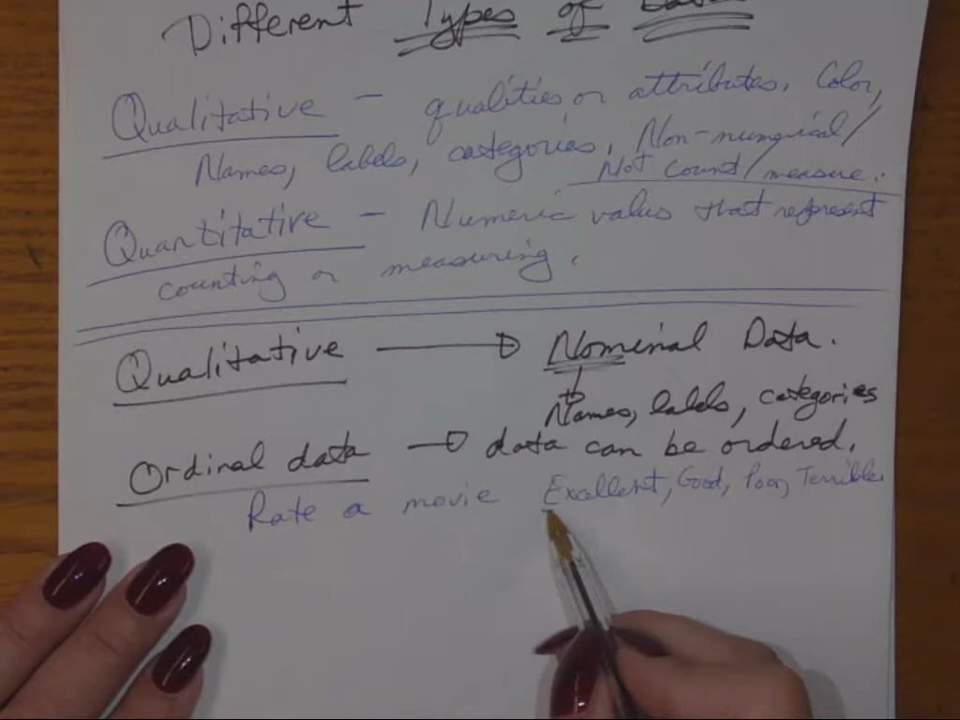 Different Types of Data
Qualitative — qualities or attributes. Color,
Names, labels, categories, Non-numerical/
Not Count/measure.
Quantitative — Numeric values that represent
counting or measuring.
Qualitative → Nominal Data.
Names, labels, categories
Ordinal data → data can be ordered.
Rate a movie Excellent, Good, Poor, Terrible